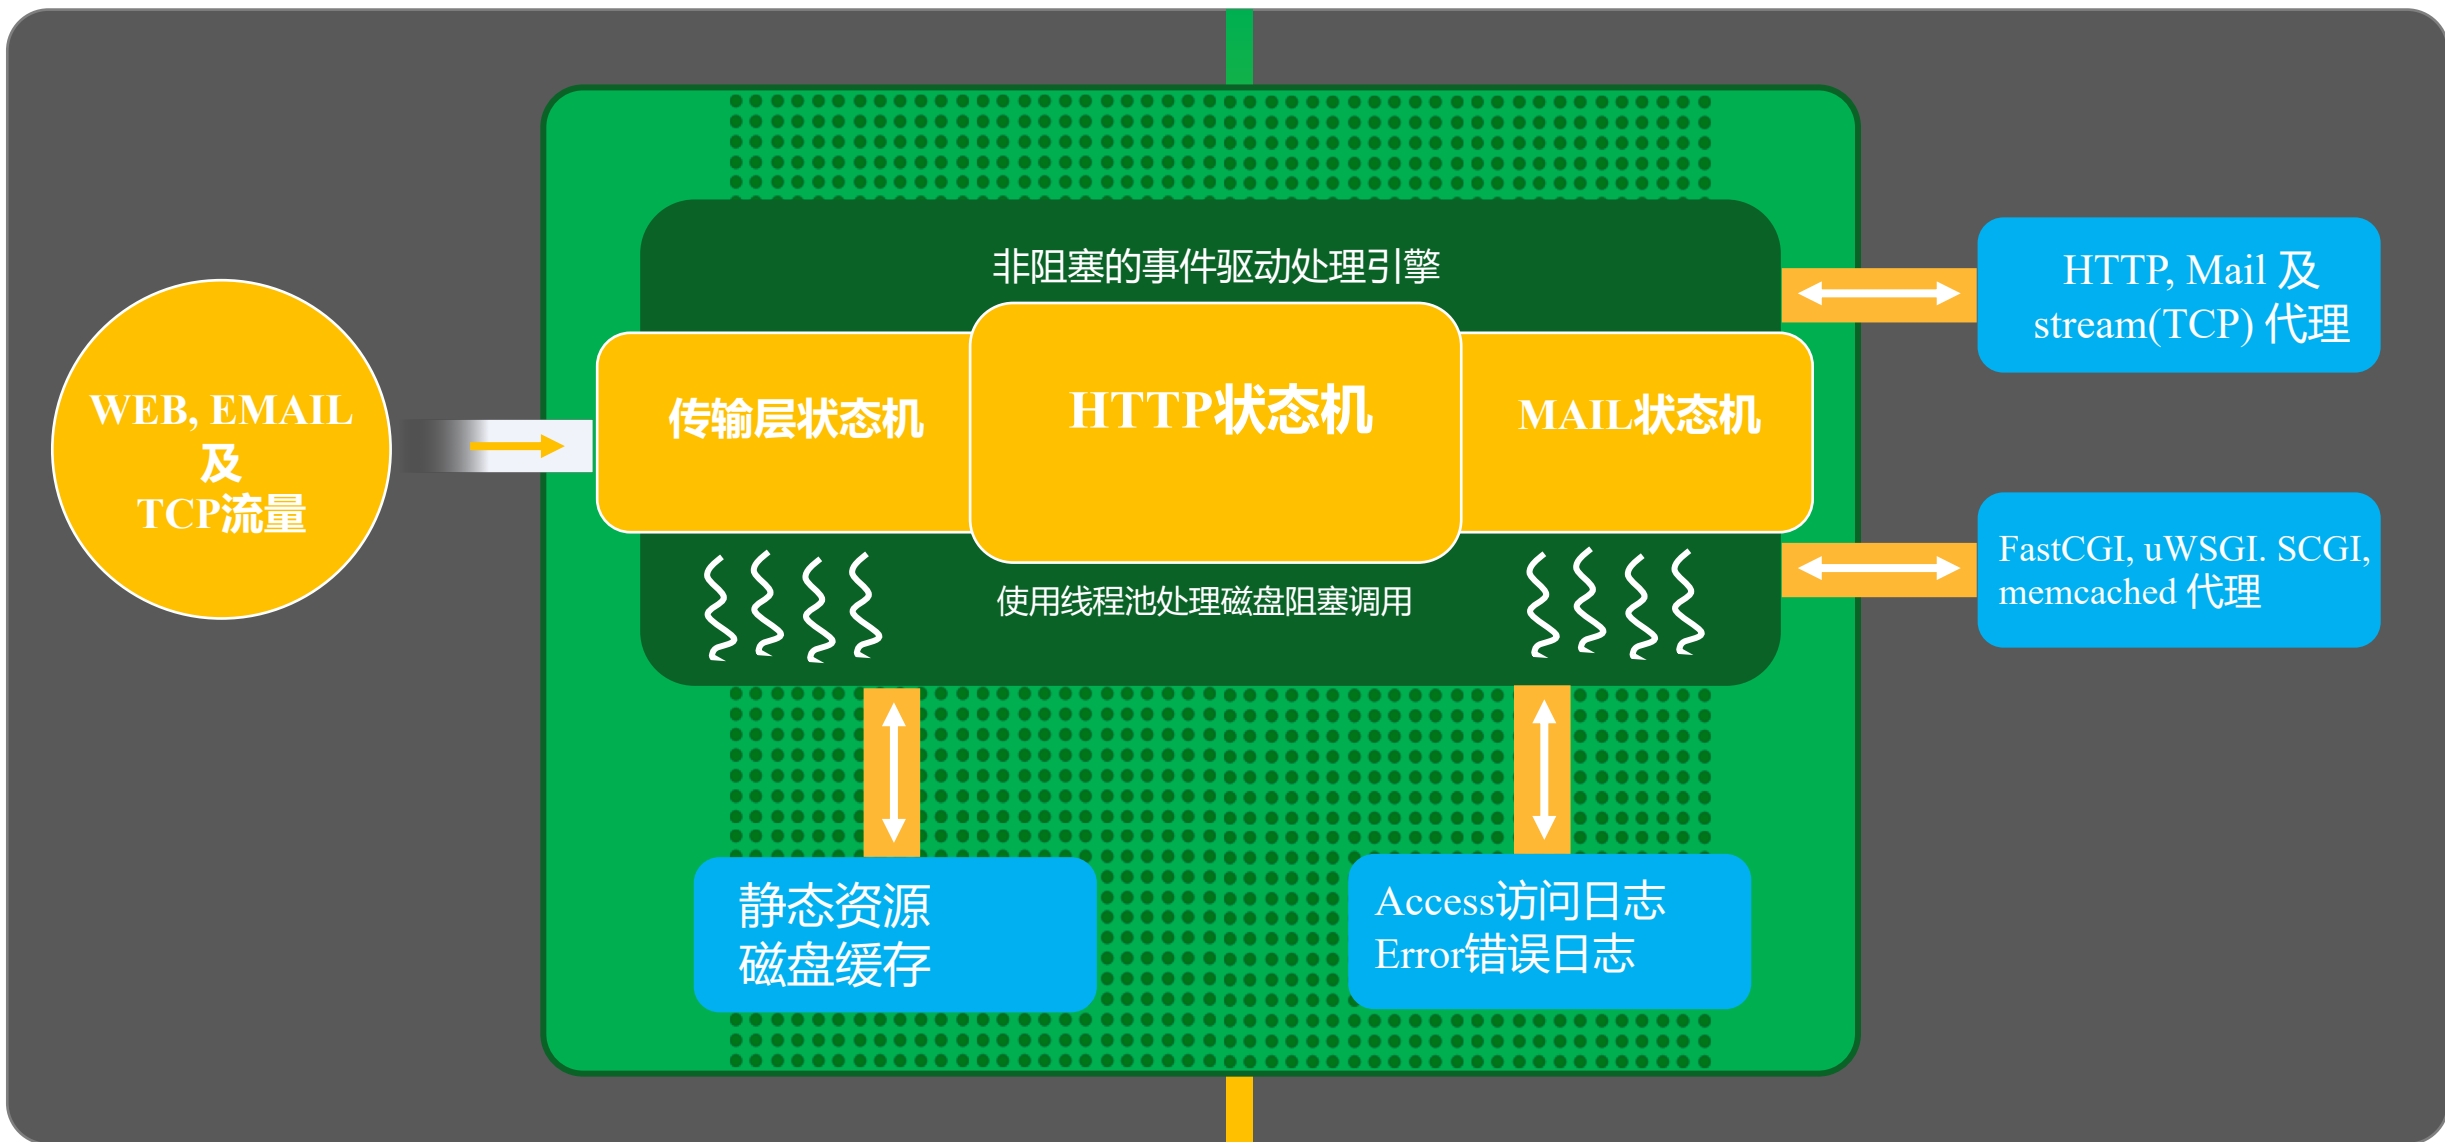 WEB, EMAIL
及
TCP流量
非阻塞的事件驱动处理引擎
传输层状态机
HTTP状态机
MAIL状态机
使用线程池处理磁盘阻塞调用
HTTP, Mail 及
stream(TCP) 代理
FastCGI, uWSGI. SCGI,
memcached 代理
静态资源
磁盘缓存
Access访问日志
Error错误日志